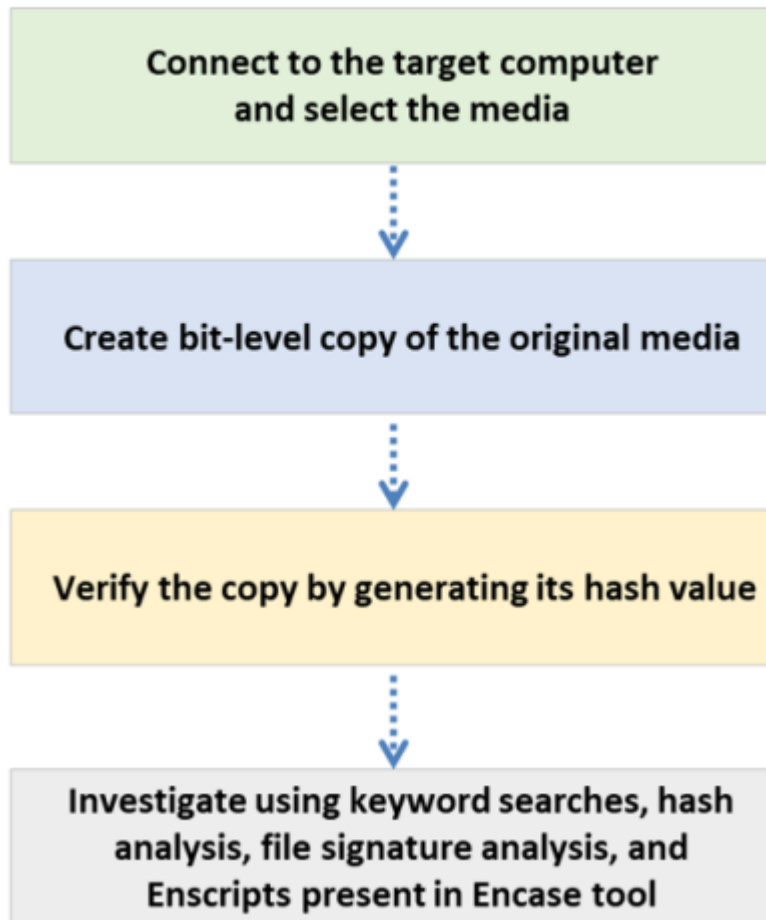 Connect to the target computer
and select the media
Create bit-level copy of the original media
Verify the copy by generating its hash value
Investigate using keyword searches, hash
analysis, file signature analysis, and
Enscripts present in Encase tool